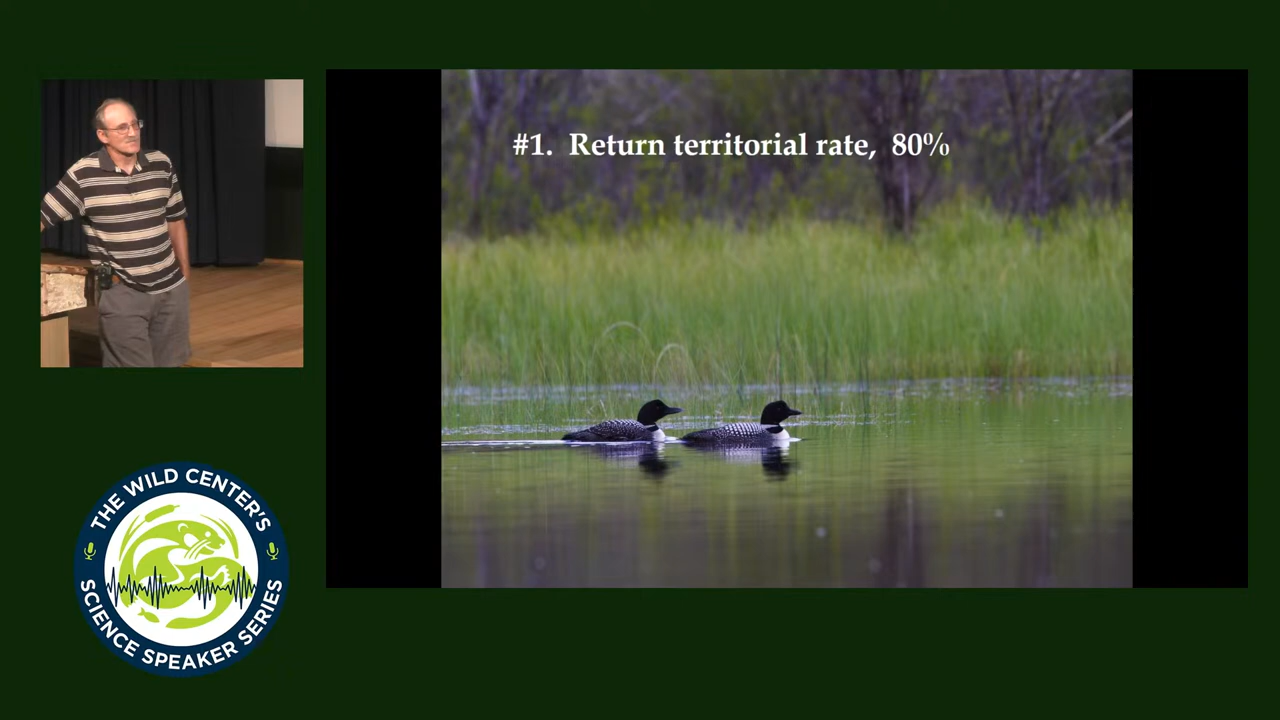 #1. Return territorial rate, 80%
THE WILD CENTER'S
SCIENCE SPEAKER SERIES